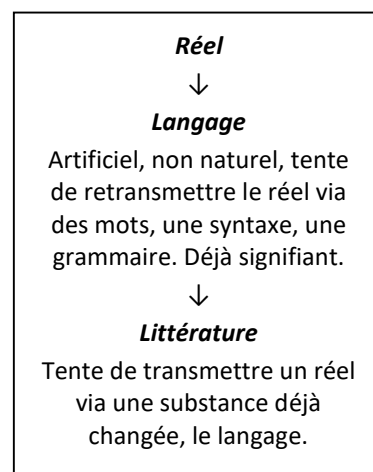 Réel
↓
Langage
Artificiel, non naturel, tente
de retransmettre le réel via
des mots, une syntaxe, une
grammaire. Déjà signifiant.
↓
Littérature
Tente de transmettre un réel
via une substance déjà
changée, le langage.